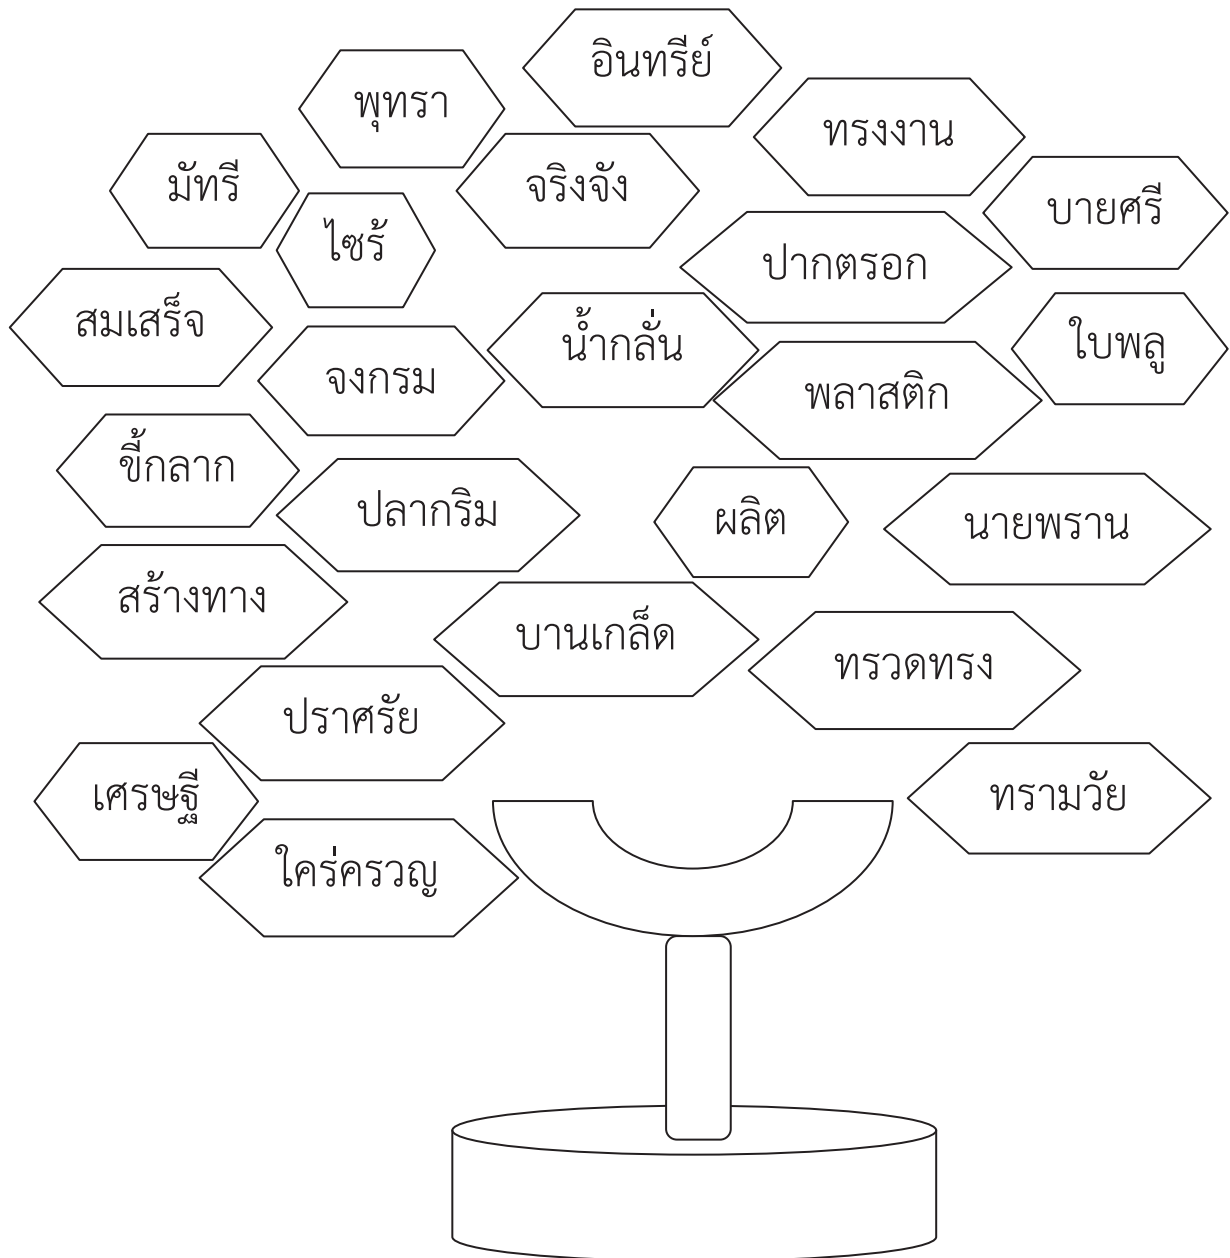 อินทรีย์
พุทรา
ทรงงาน
มัทรี
จริงจัง
บายศรี
ไซร้
ปากตรอก
สมเสร็จ
น้ำกลั่น
ใบพลู
จงกรม
พลาสติก
ขี้กลาก
ปลากริม
ผลิต
นายพราน
สร้างทาง
บานเกล็ด
ทรวดทรง
ปราศรัย
เศรษฐี
ทรามวัย
ใคร่ครวญ